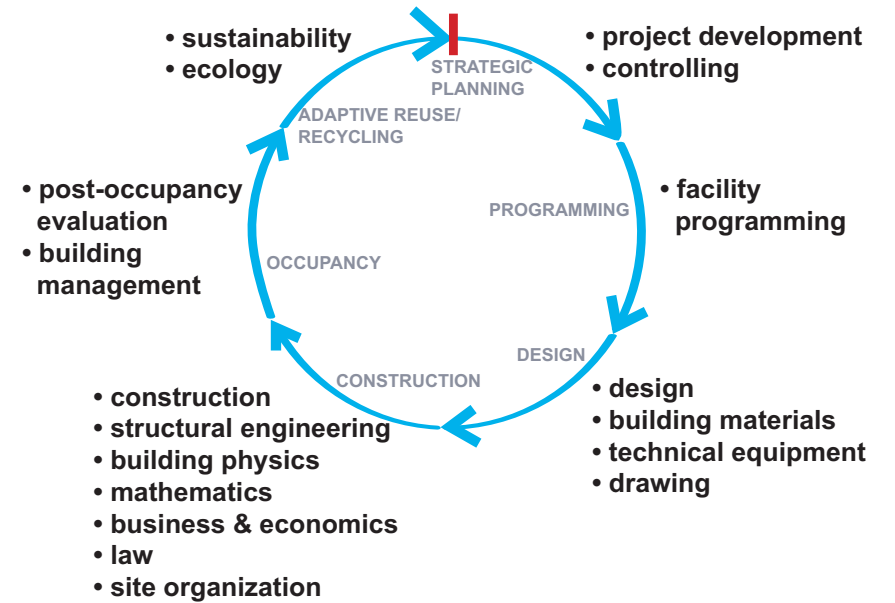 • sustainability
• ecology
STRATEGIC
PLANNING
• project development
• controlling
ADAPTIVE REUSE/
RECYCLING
PROGRAMMING
• facility
programming
• post-occupancy
evaluation
• building
management
OCCUPANCY
DESIGN
• design
• building materials
• technical equipment
• drawing
CONSTRUCTION
• construction
• structural engineering
• building physics
• mathematics
• business & economics
• law
• site organization